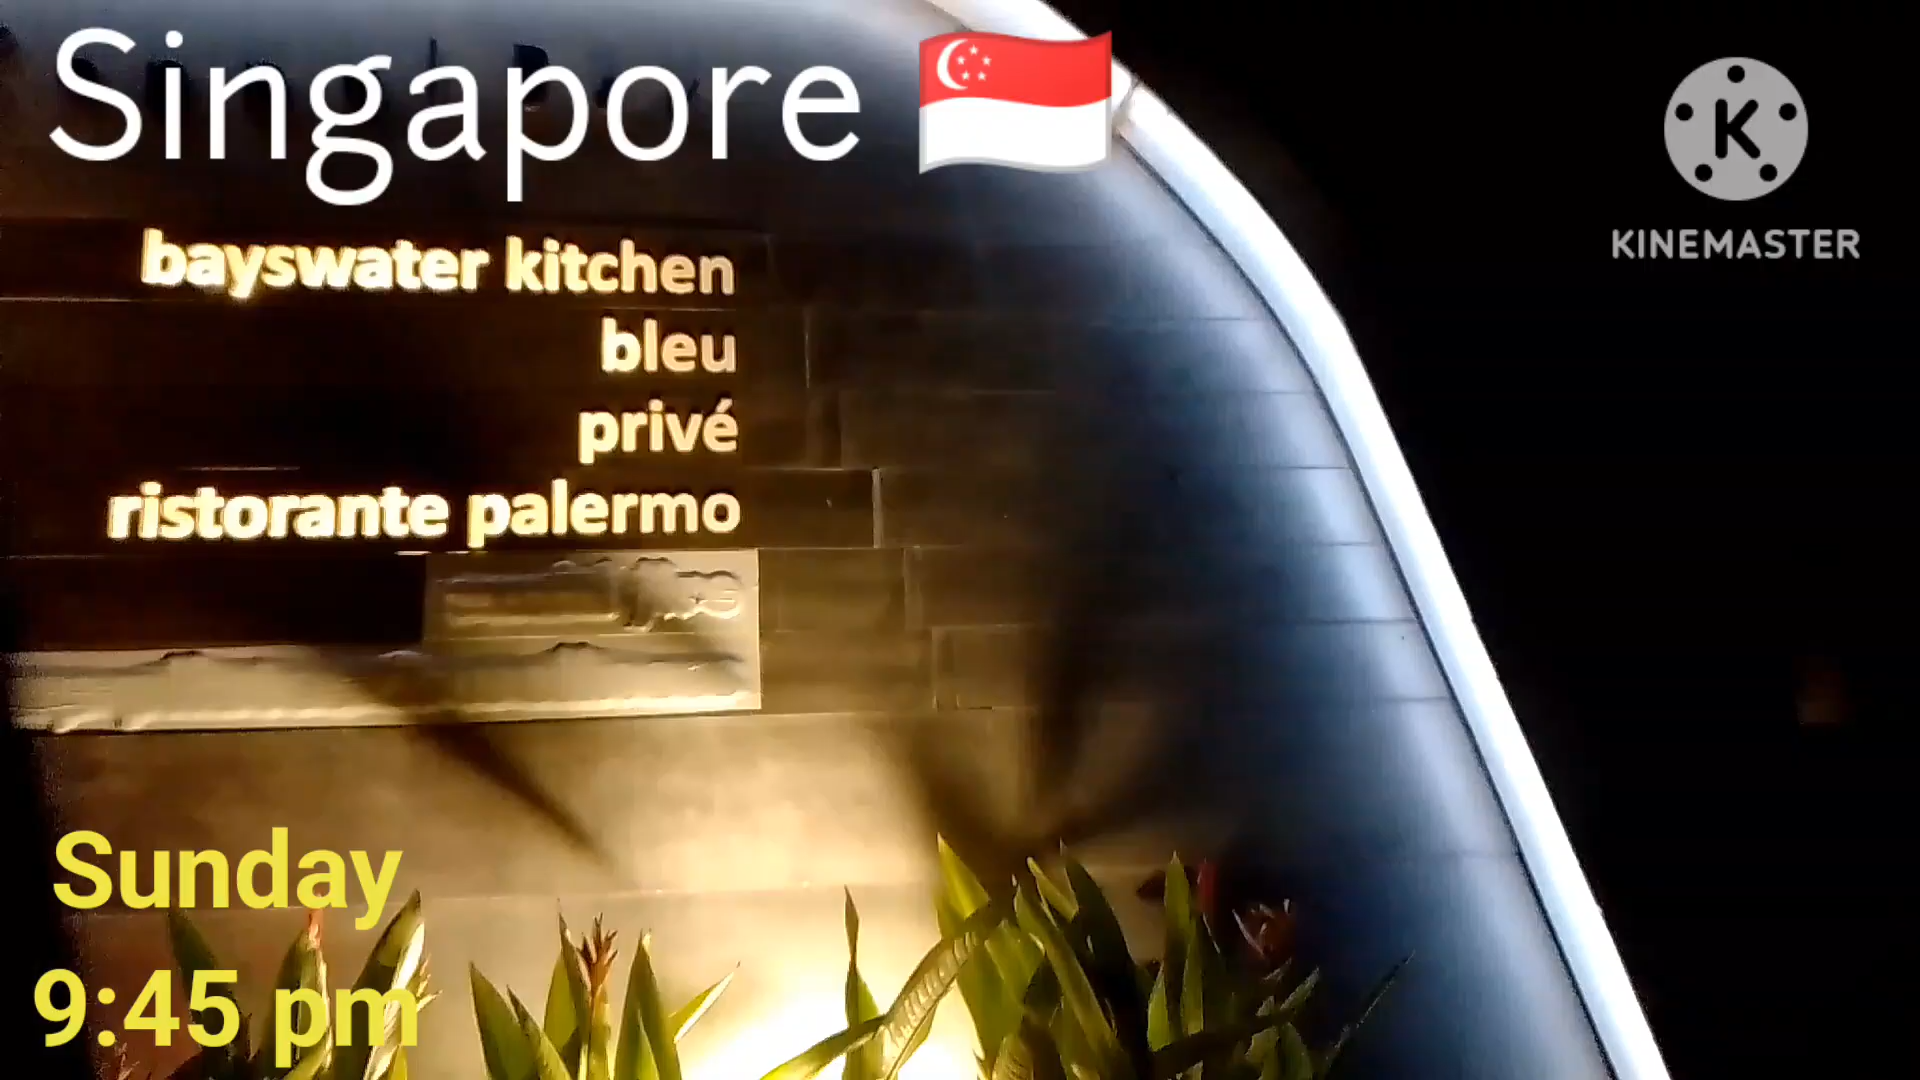 Singapore 🇸🇬
K
KINEMASTER
bayswater kitchen
bleu
privé
ristorante palermo
Sunday
9:45 pm